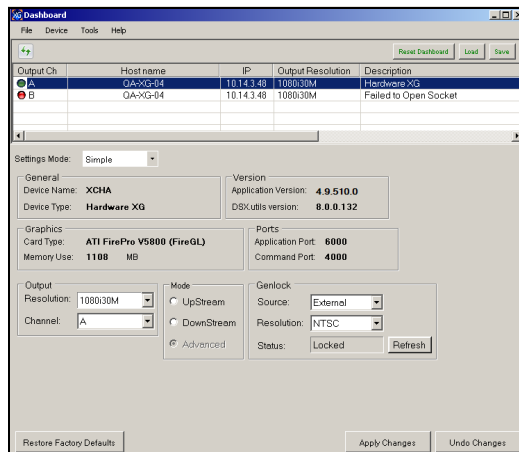 XG Dashboard
File Device Tools Help
Reset Dashboard Load Save
Output Ch Host name IP Output Resolution Description
A QA-XG-04 10.14.3.48 1080i30M Hardware XG
B QA-XG-04 10.14.3.48 1080i30M Failed to Open Socket
Settings Mode: Simple
General
Device Name: XCHA
Device Type: Hardware XG
Version
Application Version: 4.9.510.0
DSX.utils version: 8.0.0.132
Graphics
Card Type: ATI FirePro V5800 (FireGL)
Memory Use: 1108 MB
Ports
Application Port: 6000
Command Port: 4000
Output
Resolution: 1080i30M
Channel: A
Mode
UpStream
DownStream
Advanced
Genlock
Source: External
Resolution: NTSC
Status: Locked Refresh
Restore Factory Defaults Apply Changes Undo Changes